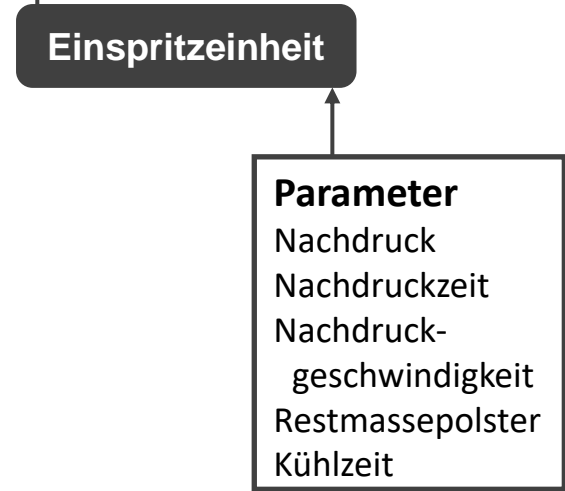 Einspritzeinheit
Parameter
Nachdruck
Nachdruckzeit
Nachdruck-
geschwindigkeit
Restmassepolster
Kühlzeit